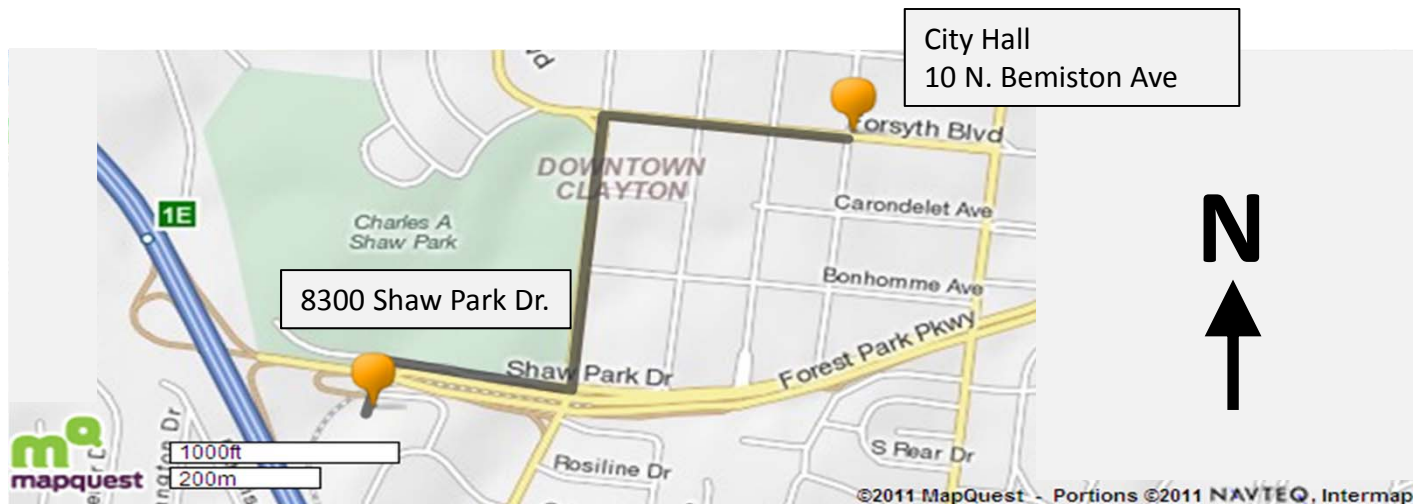 City Hall
10 N. Bemiston Ave
Forsyth Blvd
DOWNTOWN
CLAYTON
Carondelet Ave
1E
Charles A
Shaw Park
N
Bonhomme Ave
8300 Shaw Park Dr.
Forest Park Pkwy
Shaw Park Dr
S Rear Dr
Rosiline Dr
1000ft
200m
mapquest
©2011 MapQuest - Portions ©2011 NAVTEQ, Intermap